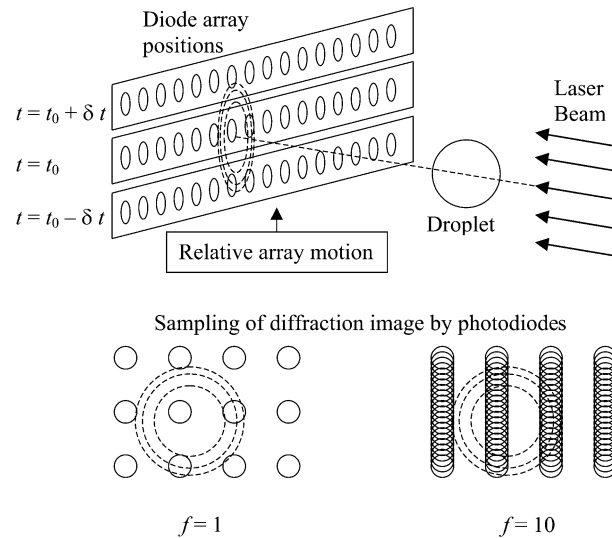 Diode array
positions
Laser
Beam
t = t₀ + δ t
t = t₀
t = t₀ – δ t
Droplet
Relative array motion
Sampling of diffraction image by photodiodes
f = 1
f = 10